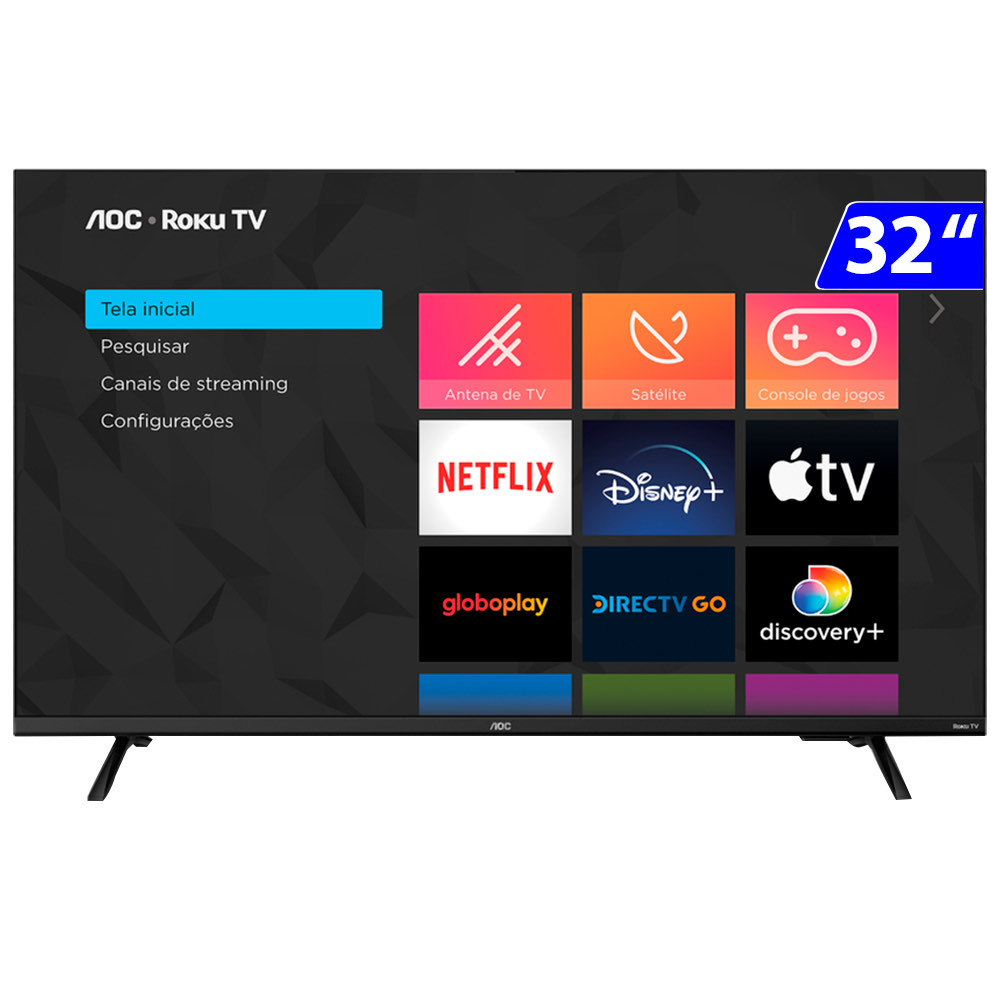 AOC • Roku TV
32"
Tela inicial
Pesquisar
Canais de streaming
Configurações
Antena de TV
Satélite
Console de jogos
NETFLIX
Disney+
tv
globoplay
DIRECTV GO
discovery+
AOC
Roku TV